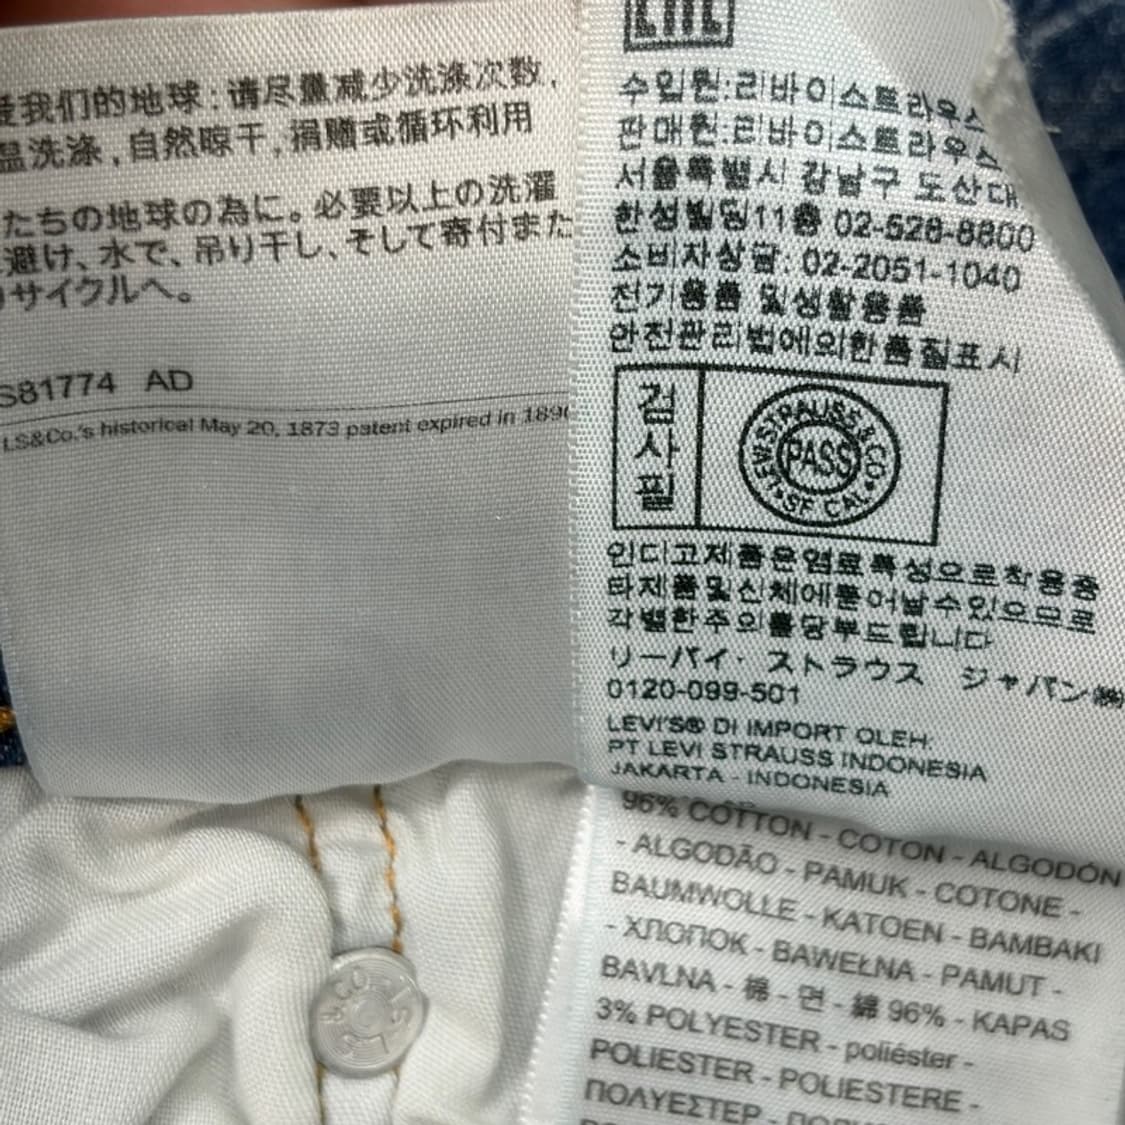 爱我们的地球：请尽量减少洗涤次数，
温洗涤，自然晾干，捐赠或循环利用
たちの地球の為に。必要以上の洗濯
避け、水で、吊り干し、そして寄付また
リサイクルへ。
S81774 AD
LS&Co.'s historical May 20, 1873 patent expired in 1890
수입원:리바이스트라우스
판매원:리바이스트라우스
서울특별시 강남구 도산대
한성빌딩11층 02-528-8800
소비자상담: 02-2051-1040
전기용품 및생활용품
안전관리법에의한품질표시
검
사
필
LEVI STRAUSS & CO
PASS
SF CAL
인디고제품은염료특성으로착용중
타제품및신체에물어날수있으므로
각별한주의를당부드립니다
リーバイ・ストラウス ジャパン㈱
0120-099-501
LEVI'S® DI IMPORT OLEH:
PT LEVI STRAUSS INDONESIA
JAKARTA - INDONESIA
96% COTTON - COTON - ALGODÓN
- ALGODÃO - PAMUK - COTONE -
BAUMWOLLE - KATOEN - BAMBAKI
- ХЛОПОК - BAWEŁNA - PAMUT -
BAVLNA - 棉 - 면 - 綿 96% - KAPAS
3% POLYESTER - poliéster -
POLIESTER - POLIESTERE -
ΠΟΛΥΕΣΤΕΡ -